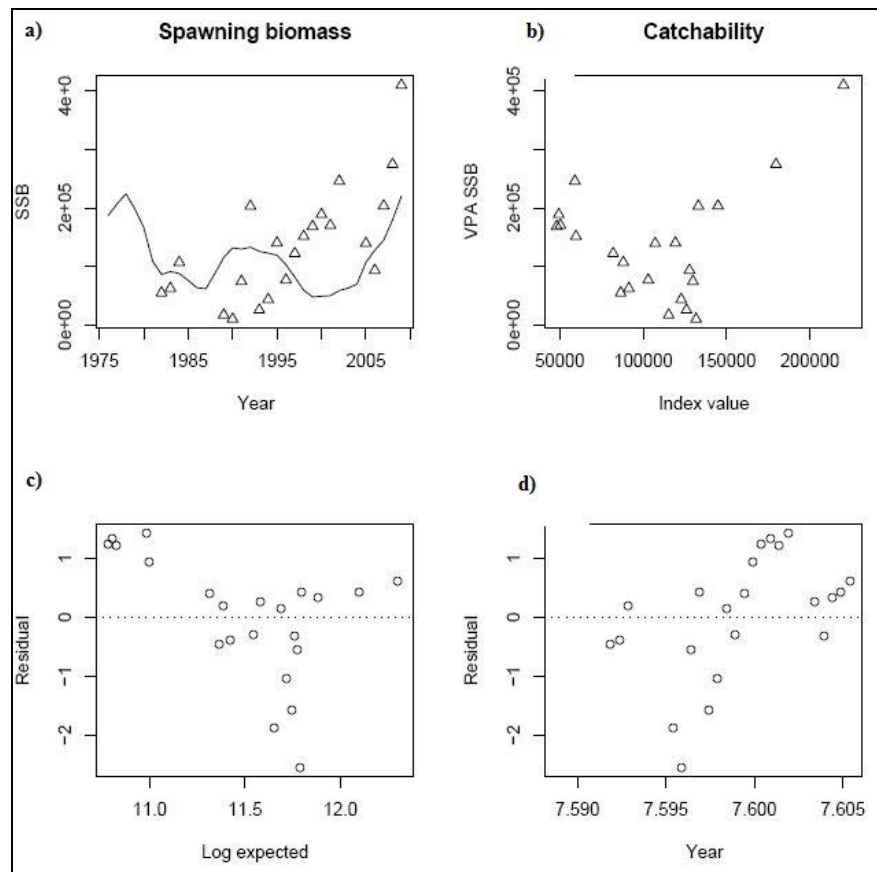 a) Spawning biomass
SSB
4e+0
2e+05
0e+00
1975 1985 1995 2005
Year
b) Catchability
VPA SSB
4e+05
2e+05
0e+00
50000 100000 150000 200000
Index value
c)
Residual
1
0
-1
-2
11.0 11.5 12.0
Log expected
d)
Residual
1
0
-1
-2
7.590 7.595 7.600 7.605
Year